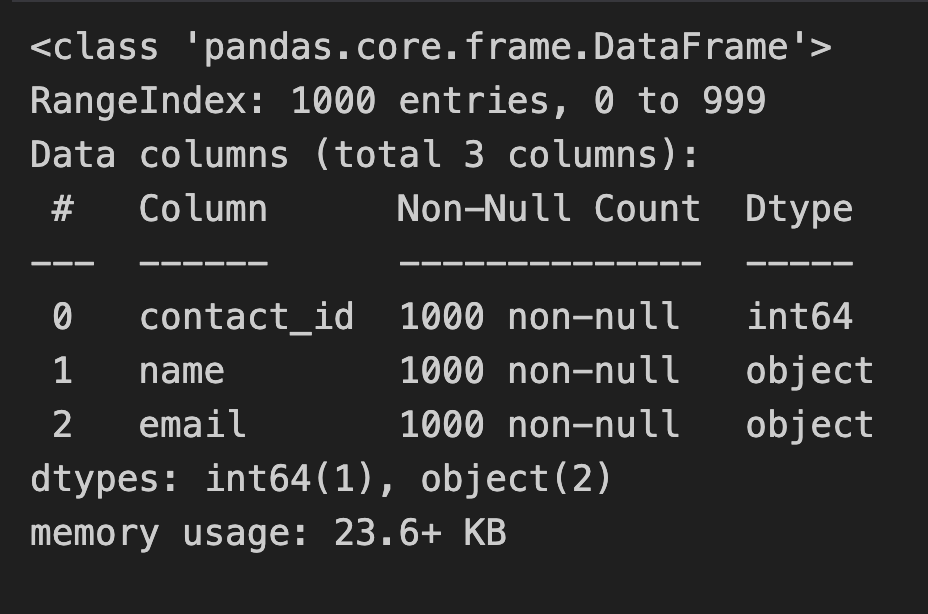 <class 'pandas.core.frame.DataFrame'>
RangeIndex: 1000 entries, 0 to 999
Data columns (total 3 columns):
 #   Column      Non-Null Count  Dtype
---  ------      --------------  -----
 0   contact_id  1000 non-null   int64
 1   name        1000 non-null   object
 2   email       1000 non-null   object
dtypes: int64(1), object(2)
memory usage: 23.6+ KB